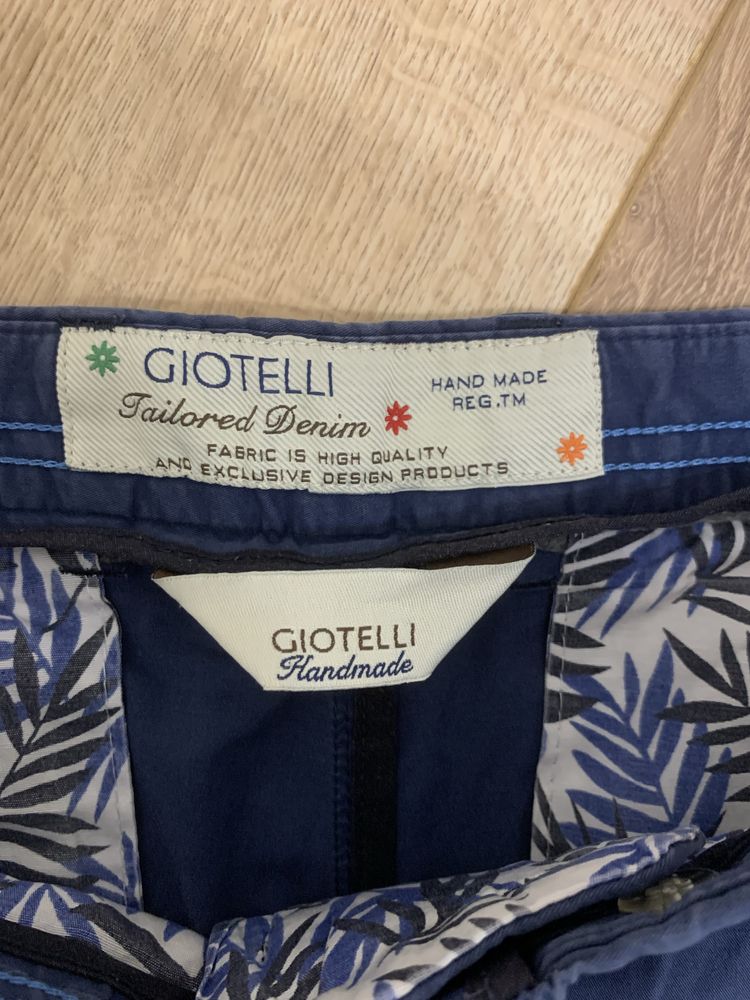 GIOTELLI
Tailored Denim
HAND MADE
REG.TM
FABRIC IS HIGH QUALITY
AND EXCLUSIVE DESIGN PRODUCTS
GIOTELLI
Handmade